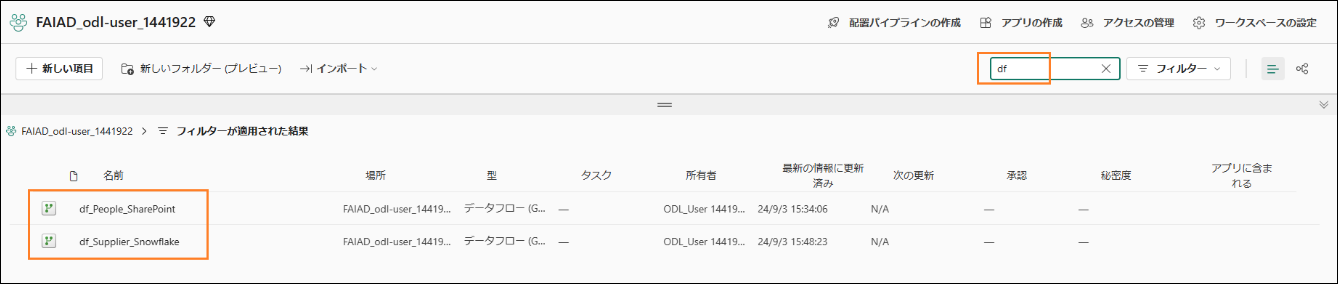 FAIAD_odl-user_1441922
配置パイプラインの作成
アプリの作成
アクセスの管理
ワークスペースの設定
新しい項目
新しいフォルダー (プレビュー)
インポート
df
フィルター
FAIAD_odl-user_1441922 > フィルターが適用された結果
名前 場所 型 タスク 所有者 最新の情報に更新済み 次の更新 承認 秘密度 アプリに含まれる
df_People_SharePoint FAIAD_odl-user_14419... データフロー (G... — ODL_User 14419... 24/9/3 15:34:06 N/A — —
df_Supplier_Snowflake FAIAD_odl-user_14419... データフロー (G... — ODL_User 14419... 24/9/3 15:48:23 N/A — —